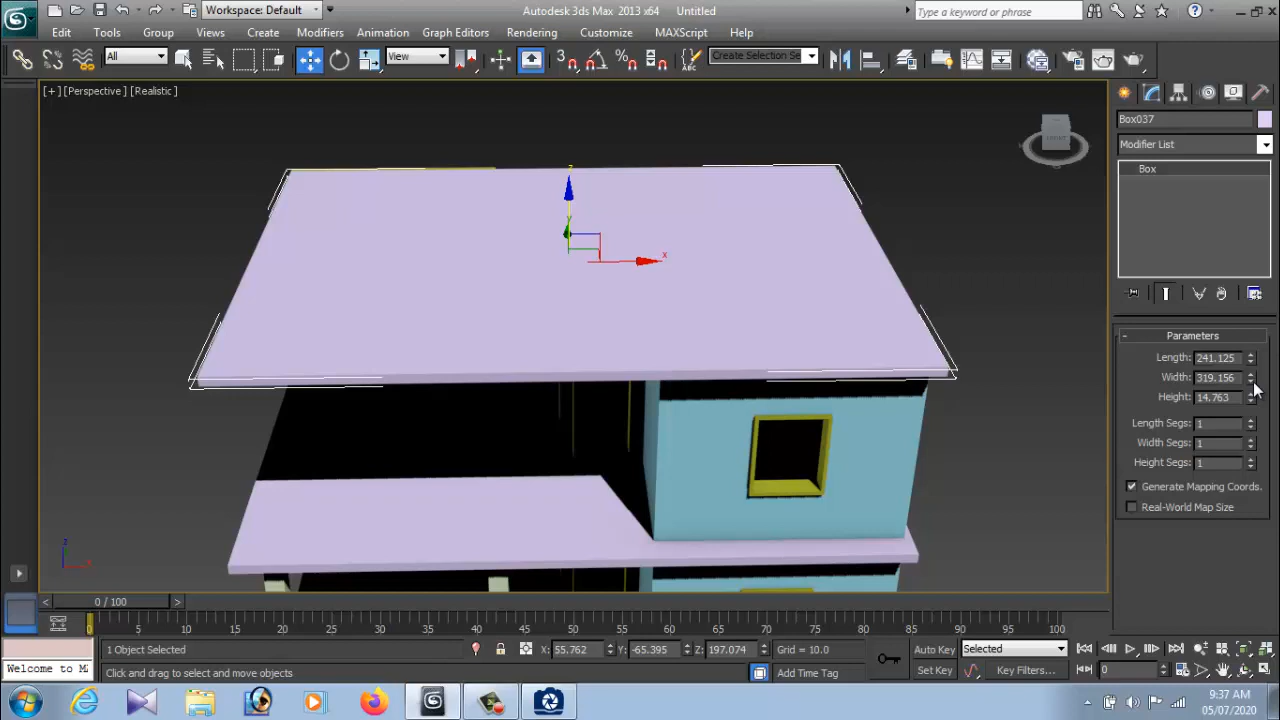 Workspace: Default
Autodesk 3ds Max 2013 x64 Untitled
Type a keyword or phrase
Edit Tools Group Views Create Modifiers Animation Graph Editors Rendering Customize MAXScript Help
All
View
3
Create Selection Se
ABC
[+] [Perspective] [Realistic]
Box037
Modifier List
Box
FRONT
z
y
x
Parameters
Length: 241.125
Width: 319.156
Height: 14.763
Length Segs: 1
Width Segs: 1
Height Segs: 1
Generate Mapping Coords.
Real-World Map Size
z
x
< 0 / 100 >
0 5 10 15 20 25 30 35 40 45 50 55 60 65 70 75 80 85 90 95 100
1 Object Selected
X: 55.762 Y: -65.395 Z: 197.074 Grid = 10.0
Auto Key Selected
Welcome to M
Click and drag to select and move objects
Add Time Tag
Set Key Key Filters... 0
9:37 AM
05/07/2020